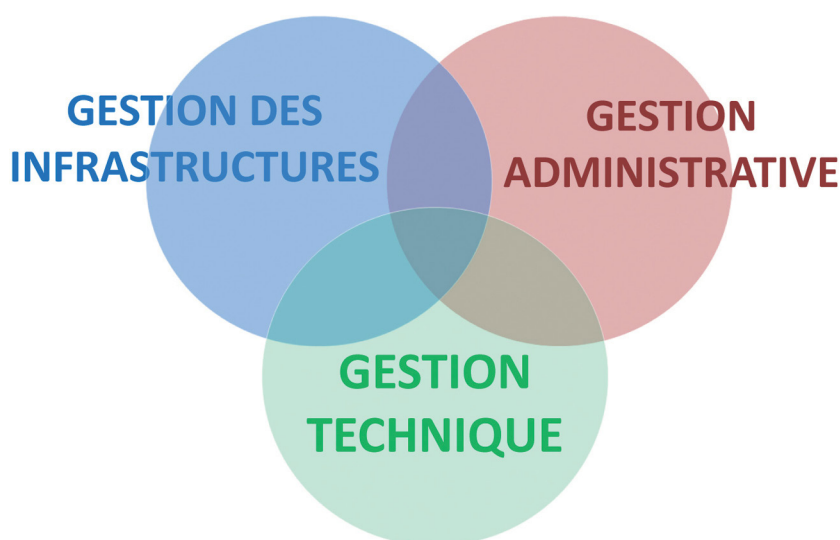 GESTION DES
INFRASTRUCTURES
GESTION
ADMINISTRATIVE
GESTION
TECHNIQUE